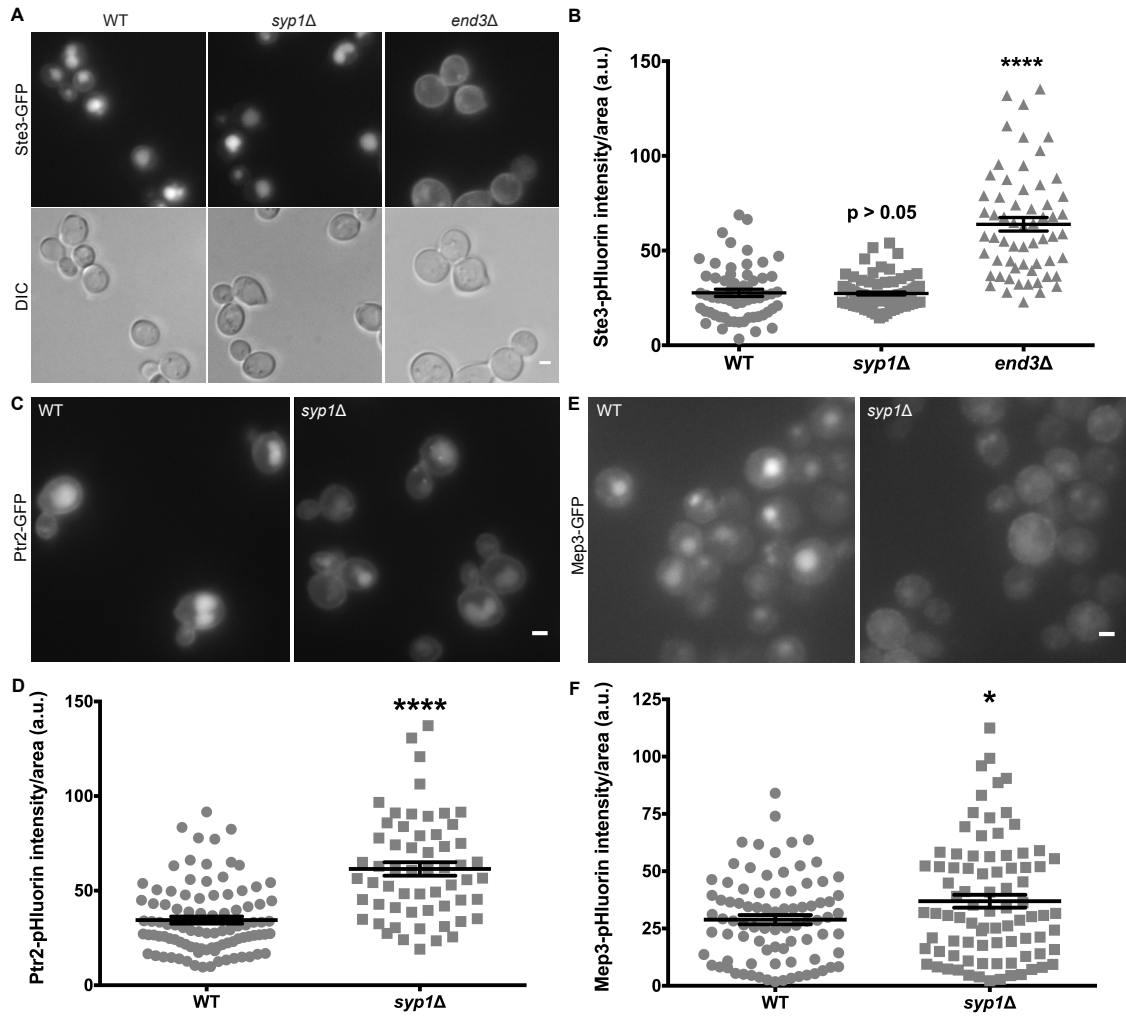 A
WT
syp1Δ
end3Δ
Ste3-GFP
DIC
B
Ste3-pHluorin intensity/area (a.u.)
150
100
50
0
****
p > 0.05
WT
syp1Δ
end3Δ
C
WT
syp1Δ
Ptr2-GFP
E
WT
syp1Δ
Mep3-GFP
D
Ptr2-pHluorin intensity/area (a.u.)
150
100
50
0
****
WT
syp1Δ
F
Mep3-pHluorin intensity/area (a.u.)
125
100
75
50
25
0
*
WT
syp1Δ